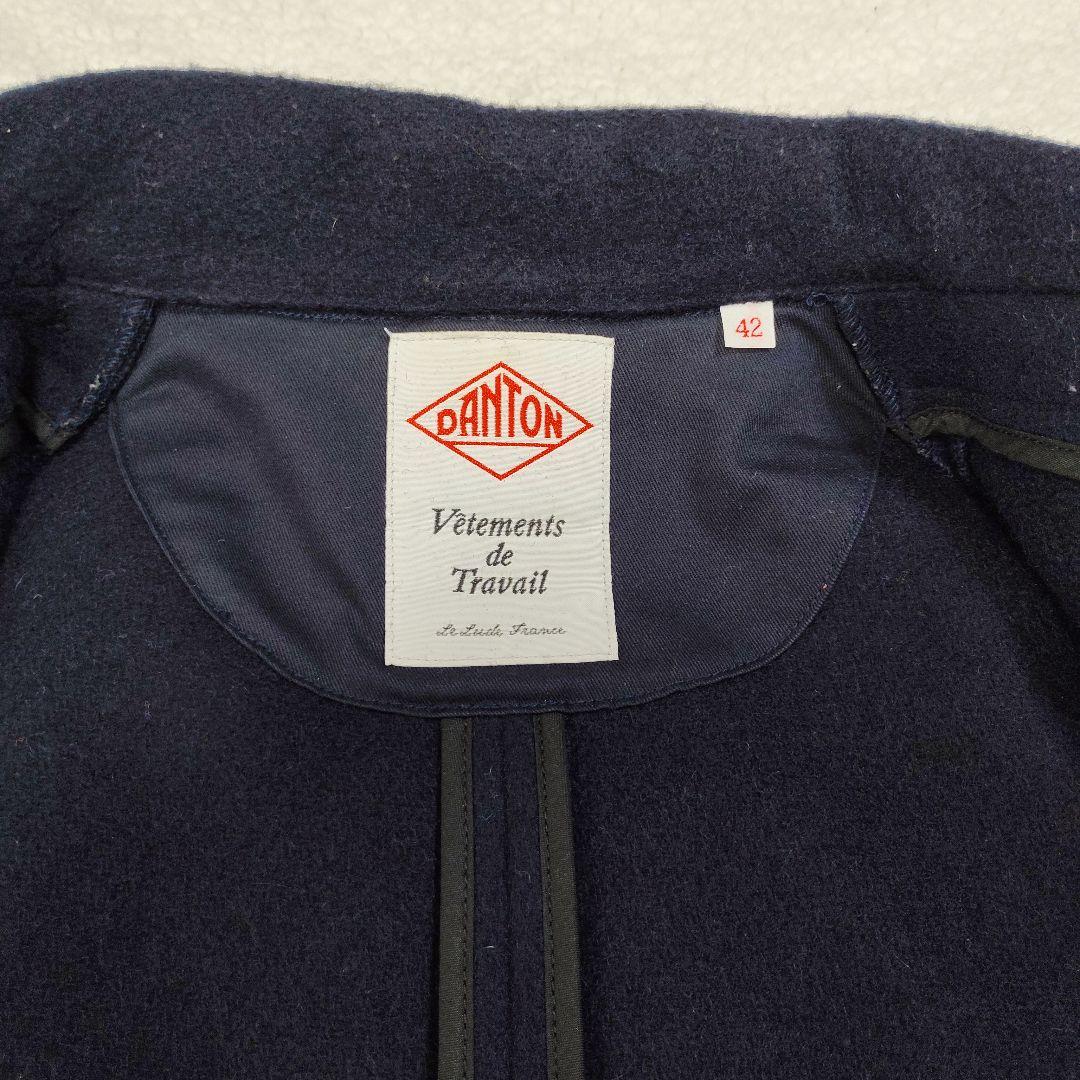 42
DANTON
Vêtements
de
Travail
Le Lude France